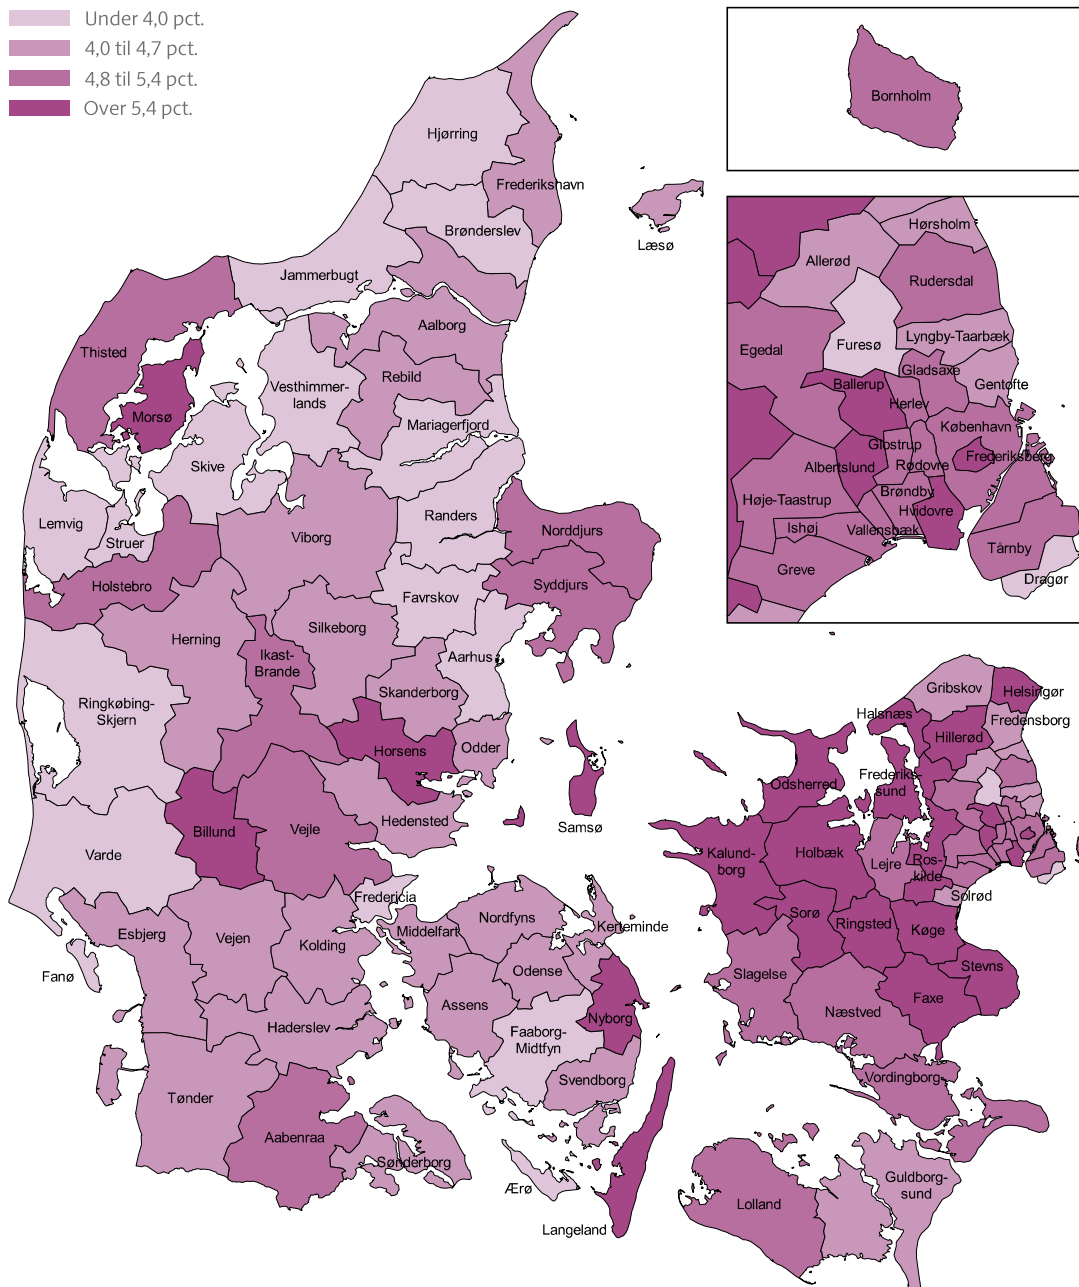 Under 4,0 pct.
4,0 til 4,7 pct.
4,8 til 5,4 pct.
Over 5,4 pct.
Hjørring
Frederikshavn
Læsø
Brønderslev
Jammerbugt
Aalborg
Thisted
Rebild
Vesthimmer-
lands
Morsø
Mariagerfjord
Skive
Lemvig
Struer
Randers
Viborg
Norddjurs
Holstebro
Syddjurs
Favrskov
Silkeborg
Herning
Ikast-
Brande
Aarhus
Skanderborg
Ringkøbing-
Skjern
Horsens
Odder
Samsø
Billund
Vejle
Hedensted
Varde
Fredericia
Esbjerg
Vejen
Kolding
Middelfart
Nordfyns
Kerteminde
Fanø
Odense
Assens
Nyborg
Haderslev
Faaborg-
Midtfyn
Svendborg
Tønder
Aabenraa
Sønderborg
Ærø
Langeland
Bornholm
Hørsholm
Allerød
Rudersdal
Egedal
Furesø
Lyngby-Taarbæk
Gladsaxe
Ballerup
Gentofte
Herlev
København
Glostrup
Frederiksberg
Albertslund
Rødovre
Brøndby
Høje-Taastrup
Hvidovre
Ishøj
Vallensbæk
Tårnby
Greve
Dragør
Gribskov
Helsingør
Halsnæs
Fredensborg
Hillerød
Odsherred
Frederiks-
sund
Kalund-
borg
Holbæk
Lejre
Ros-
kilde
Solrød
Sorø
Ringsted
Køge
Slagelse
Stevns
Faxe
Næstved
Vordingborg
Guldborg-
sund
Lolland